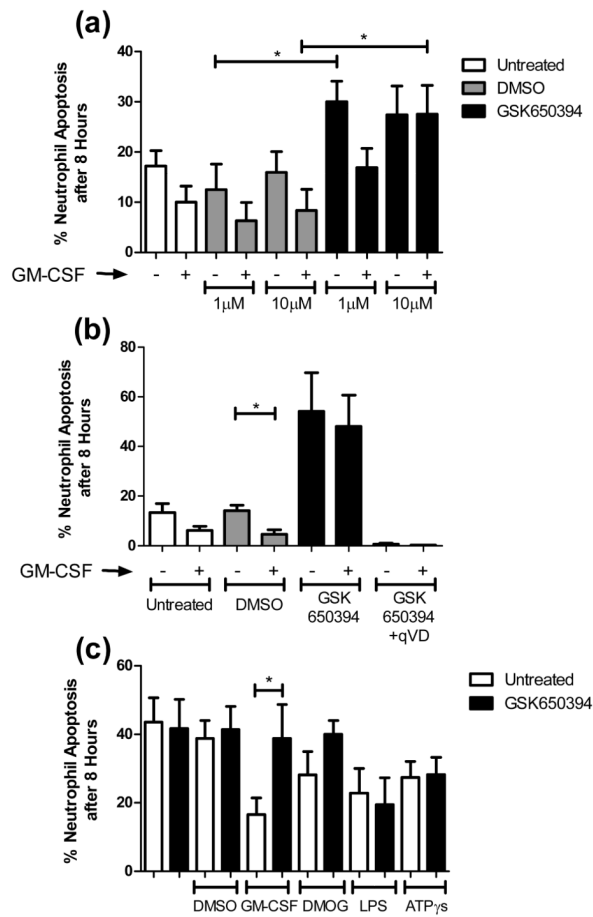 (a)
*
*
% Neutrophil Apoptosis
after 8 Hours
40
30
20
10
0
Untreated
DMSO
GSK650394
GM-CSF
- + - + - + - + - +
1μM 10μM 1μM 10μM
(b)
% Neutrophil Apoptosis
after 8 Hours
80
60
40
20
0
*
GM-CSF
- + - + - + - +
Untreated DMSO GSK GSK
650394 650394
+qVD
(c)
% Neutrophil Apoptosis
after 8 Hours
60
40
20
0
*
Untreated
GSK650394
DMSO GM-CSF DMOG LPS ATPγs